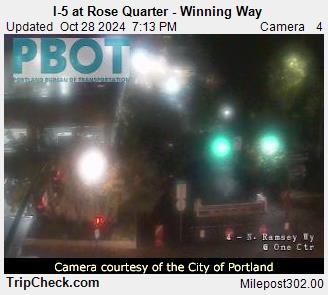 I-5 at Rose Quarter - Winning Way
Updated Oct 28 2024 7:13 PM Camera 4
PBOT
PORTLAND BUREAU OF TRANSPORTATION
4 - N. Ramsey Wy
@ One Ctr
Camera courtesy of the City of Portland
TripCheck.com Milepost302.00